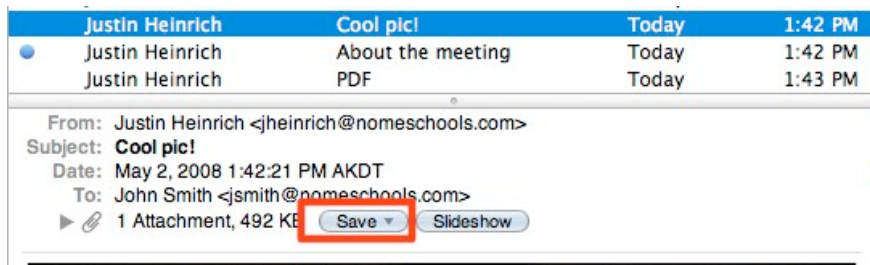 Justin Heinrich Cool pic! Today 1:42 PM
Justin Heinrich About the meeting Today 1:42 PM
Justin Heinrich PDF Today 1:43 PM
From: Justin Heinrich <jheinrich@nomeschools.com>
Subject: Cool pic!
Date: May 2, 2008 1:42:21 PM AKDT
To: John Smith <jsmith@nomeschools.com>
1 Attachment, 492 KB Save Slideshow